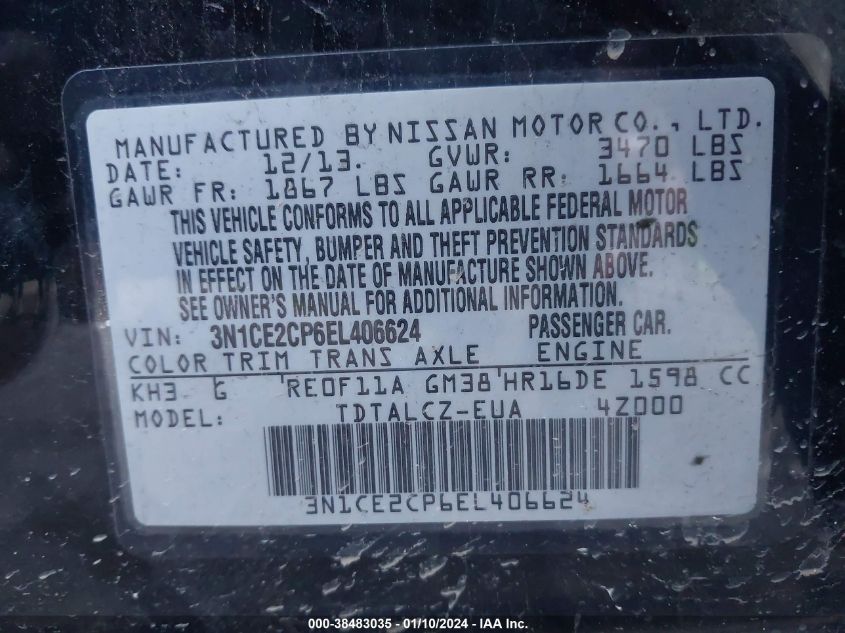 MANUFACTURED BY NISSAN MOTOR CO., LTD.
DATE: 12/13. GVWR: 3470 LBS
GAWR FR: 1867 LBS GAWR RR: 1664 LBS
THIS VEHICLE CONFORMS TO ALL APPLICABLE FEDERAL MOTOR
VEHICLE SAFETY, BUMPER AND THEFT PREVENTION STANDARDS
IN EFFECT ON THE DATE OF MANUFACTURE SHOWN ABOVE.
SEE OWNER'S MANUAL FOR ADDITIONAL INFORMATION.
VIN: 3N1CE2CP6EL406624 PASSENGER CAR.
COLOR TRIM TRANS AXLE ENGINE
KH3 G RE0F11A GM38 HR16DE 1598 CC
MODEL: TDTALCZ-EUA 4Z000
3N1CE2CP6EL406624
000-38483035 - 01/10/2024 - IAA Inc.